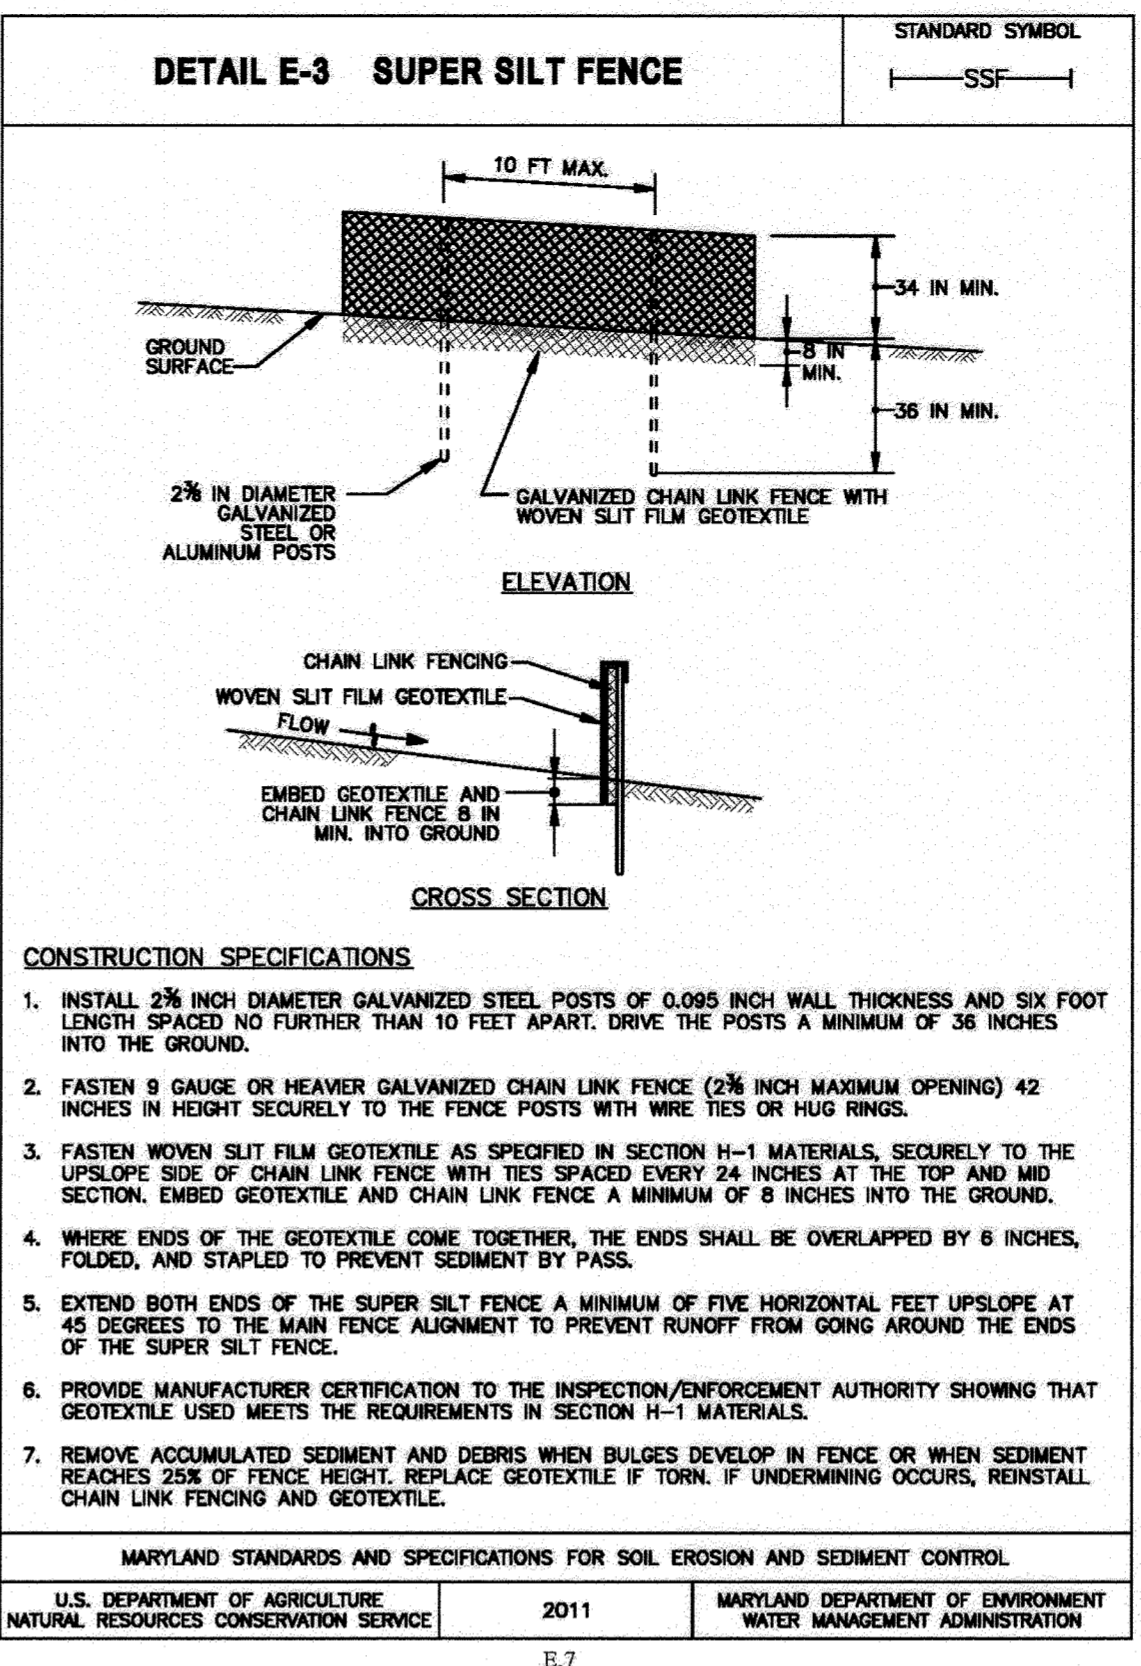 DETAIL E-3 SUPER SILT FENCE
STANDARD SYMBOL
SSF
10 FT MAX.
34 IN MIN.
GROUND
SURFACE
8 IN
MIN.
36 IN MIN.
2⅜ IN DIAMETER
GALVANIZED
STEEL OR
ALUMINUM POSTS
GALVANIZED CHAIN LINK FENCE WITH
WOVEN SLIT FILM GEOTEXTILE
ELEVATION
CHAIN LINK FENCING
WOVEN SLIT FILM GEOTEXTILE
FLOW
EMBED GEOTEXTILE AND
CHAIN LINK FENCE 8 IN
MIN. INTO GROUND
CROSS SECTION
CONSTRUCTION SPECIFICATIONS
1. INSTALL 2⅜ INCH DIAMETER GALVANIZED STEEL POSTS OF 0.095 INCH WALL THICKNESS AND SIX FOOT
LENGTH SPACED NO FURTHER THAN 10 FEET APART. DRIVE THE POSTS A MINIMUM OF 36 INCHES
INTO THE GROUND.
2. FASTEN 9 GAUGE OR HEAVIER GALVANIZED CHAIN LINK FENCE (2⅜ INCH MAXIMUM OPENING) 42
INCHES IN HEIGHT SECURELY TO THE FENCE POSTS WITH WIRE TIES OR HUG RINGS.
3. FASTEN WOVEN SLIT FILM GEOTEXTILE AS SPECIFIED IN SECTION H-1 MATERIALS, SECURELY TO THE
UPSLOPE SIDE OF CHAIN LINK FENCE WITH TIES SPACED EVERY 24 INCHES AT THE TOP AND MID
SECTION. EMBED GEOTEXTILE AND CHAIN LINK FENCE A MINIMUM OF 8 INCHES INTO THE GROUND.
4. WHERE ENDS OF THE GEOTEXTILE COME TOGETHER, THE ENDS SHALL BE OVERLAPPED BY 6 INCHES,
FOLDED, AND STAPLED TO PREVENT SEDIMENT BY PASS.
5. EXTEND BOTH ENDS OF THE SUPER SILT FENCE A MINIMUM OF FIVE HORIZONTAL FEET UPSLOPE AT
45 DEGREES TO THE MAIN FENCE ALIGNMENT TO PREVENT RUNOFF FROM GOING AROUND THE ENDS
OF THE SUPER SILT FENCE.
6. PROVIDE MANUFACTURER CERTIFICATION TO THE INSPECTION/ENFORCEMENT AUTHORITY SHOWING THAT
GEOTEXTILE USED MEETS THE REQUIREMENTS IN SECTION H-1 MATERIALS.
7. REMOVE ACCUMULATED SEDIMENT AND DEBRIS WHEN BULGES DEVELOP IN FENCE OR WHEN SEDIMENT
REACHES 25% OF FENCE HEIGHT. REPLACE GEOTEXTILE IF TORN. IF UNDERMINING OCCURS, REINSTALL
CHAIN LINK FENCING AND GEOTEXTILE.
MARYLAND STANDARDS AND SPECIFICATIONS FOR SOIL EROSION AND SEDIMENT CONTROL
U.S. DEPARTMENT OF AGRICULTURE
NATURAL RESOURCES CONSERVATION SERVICE
2011
MARYLAND DEPARTMENT OF ENVIRONMENT
WATER MANAGEMENT ADMINISTRATION
E.7